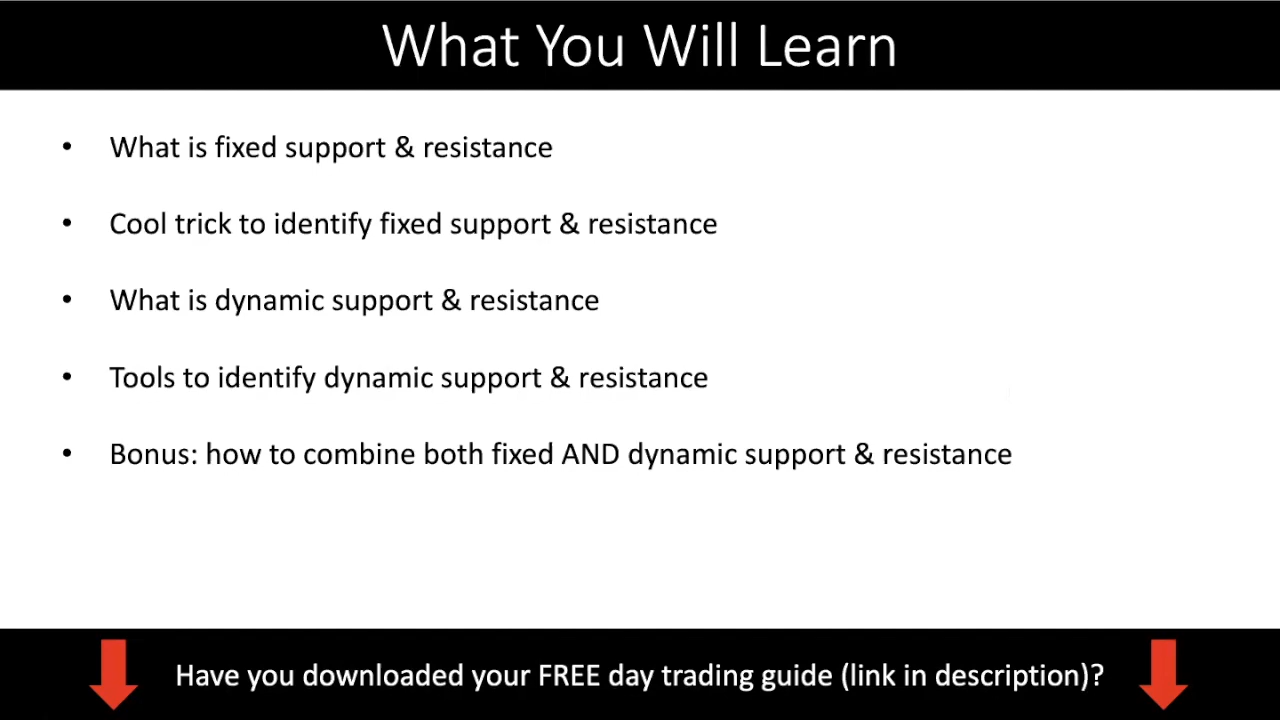 What You Will Learn
• What is fixed support & resistance
• Cool trick to identify fixed support & resistance
• What is dynamic support & resistance
• Tools to identify dynamic support & resistance
• Bonus: how to combine both fixed AND dynamic support & resistance
Have you downloaded your FREE day trading guide (link in description)?